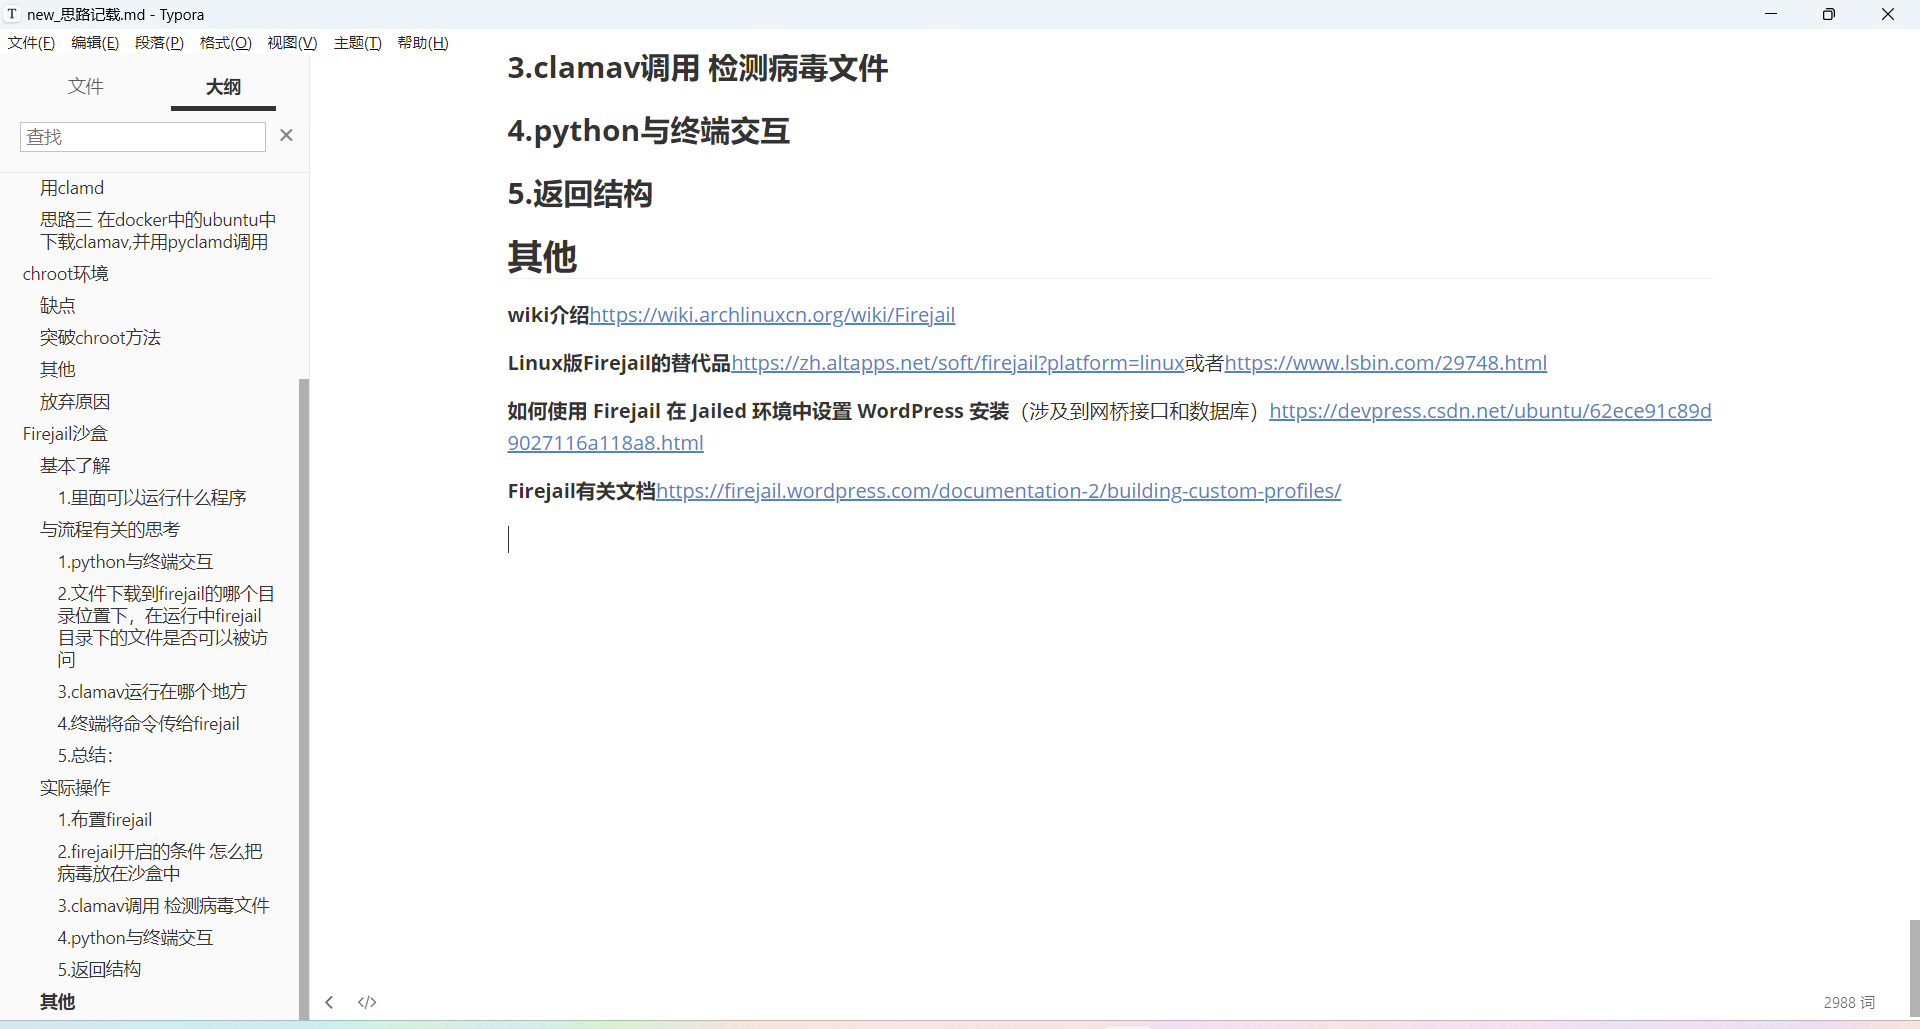 new_思路记载.md - Typora
文件(F) 编辑(E) 段落(P) 格式(O) 视图(V) 主题(T) 帮助(H)
文件 大纲
查找
用clamd
思路三 在docker中的ubuntu中
下载clamav,并用pyclamd调用
chroot环境
缺点
突破chroot方法
其他
放弃原因
Firejail沙盒
基本了解
1.里面可以运行什么程序
与流程有关的思考
1.python与终端交互
2.文件下载到firejail的哪个目
录位置下，在运行中firejail
目录下的文件是否可以被访
问
3.clamav运行在哪个地方
4.终端将命令传给firejail
5.总结：
实际操作
1.布置firejail
2.firejail开启的条件 怎么把
病毒放在沙盒中
3.clamav调用 检测病毒文件
4.python与终端交互
5.返回结构
其他
3.clamav调用 检测病毒文件
4.python与终端交互
5.返回结构
其他
wiki介绍https://wiki.archlinuxcn.org/wiki/Firejail
Linux版Firejail的替代品https://zh.altapps.net/soft/firejail?platform=linux或者https://www.lsbin.com/29748.html
如何使用 Firejail 在 Jailed 环境中设置 WordPress 安装（涉及到网桥接口和数据库）https://devpress.csdn.net/ubuntu/62ece91c89d
9027116a118a8.html
Firejail有关文档https://firejail.wordpress.com/documentation-2/building-custom-profiles/
2988 词